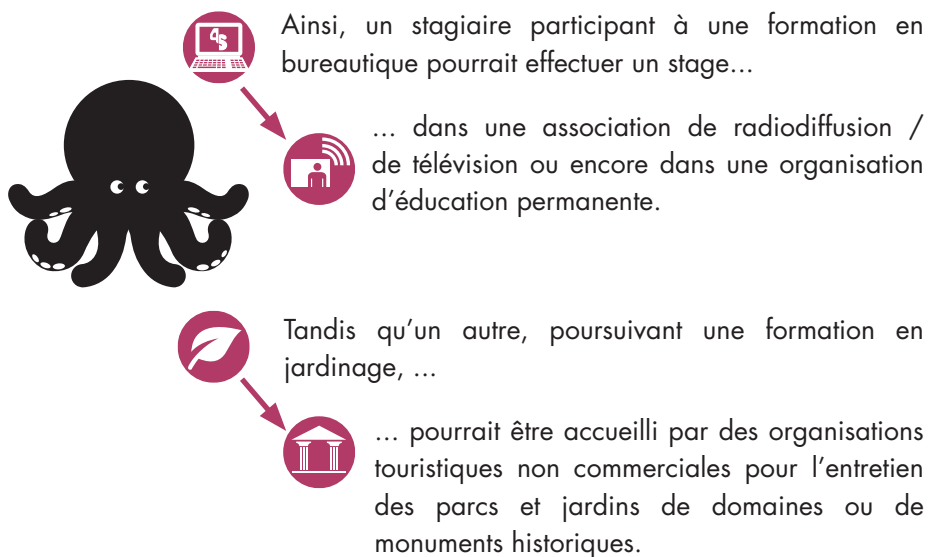 Ainsi, un stagiaire participant à une formation en
bureautique pourrait effectuer un stage...
... dans une association de radiodiffusion /
de télévision ou encore dans une organisation
d'éducation permanente.
Tandis qu'un autre, poursuivant une formation en
jardinage, ...
... pourrait être accueilli par des organisations
touristiques non commerciales pour l'entretien
des parcs et jardins de domaines ou de
monuments historiques.